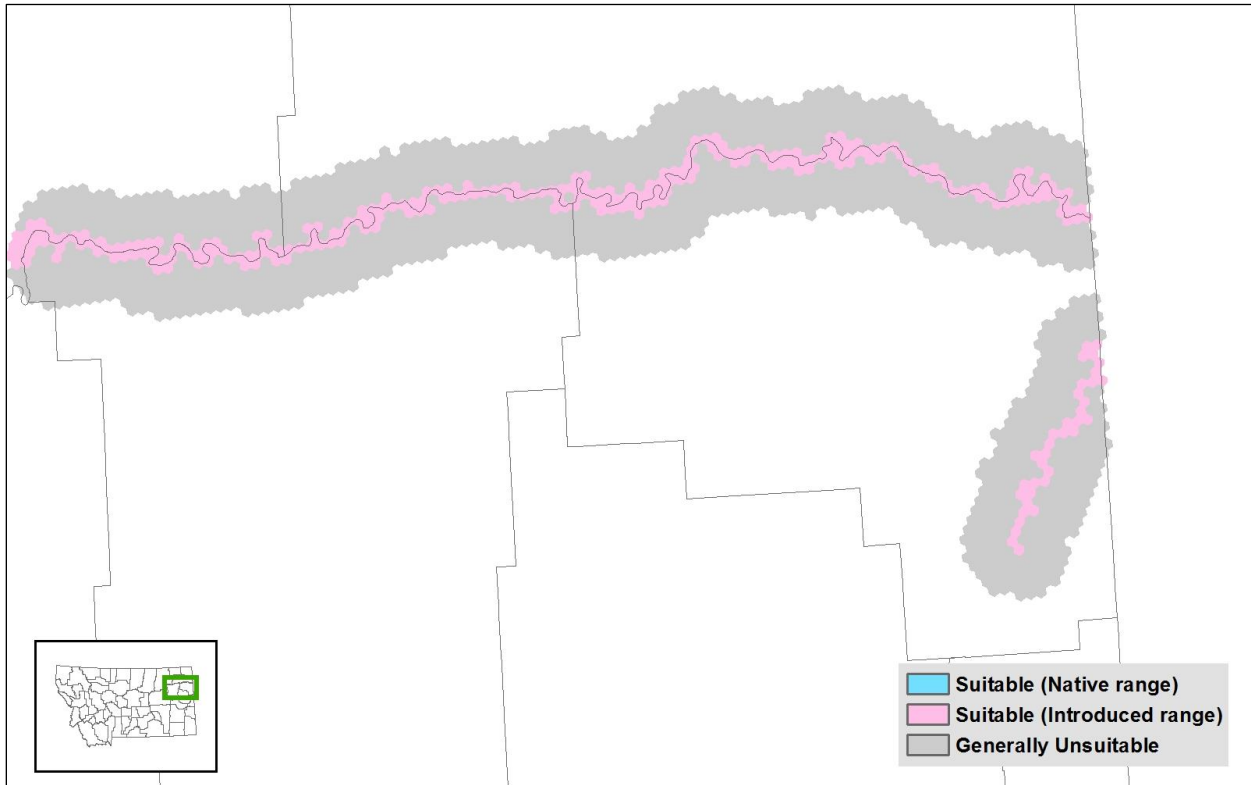 Suitable (Native range)
Suitable (Introduced range)
Generally Unsuitable